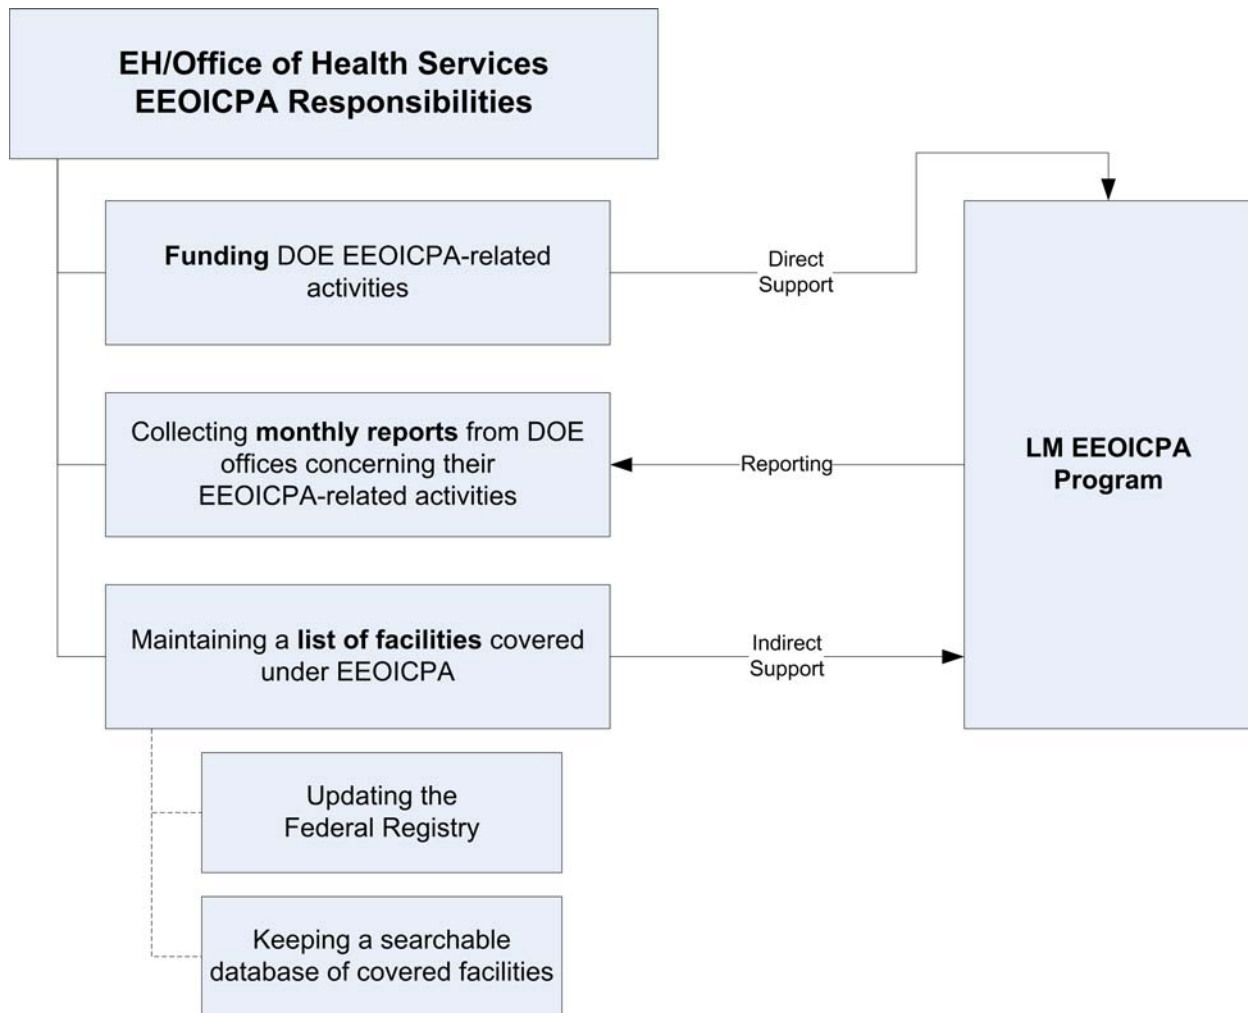 EH/Office of Health Services
EEOICPA Responsibilities
Funding DOE EEOICPA-related
activities
Direct
Support
Collecting monthly reports from DOE
offices concerning their
EEOICPA-related activities
Reporting
LM EEOICPA
Program
Maintaining a list of facilities covered
under EEOICPA
Indirect
Support
Updating the
Federal Registry
Keeping a searchable
database of covered facilities